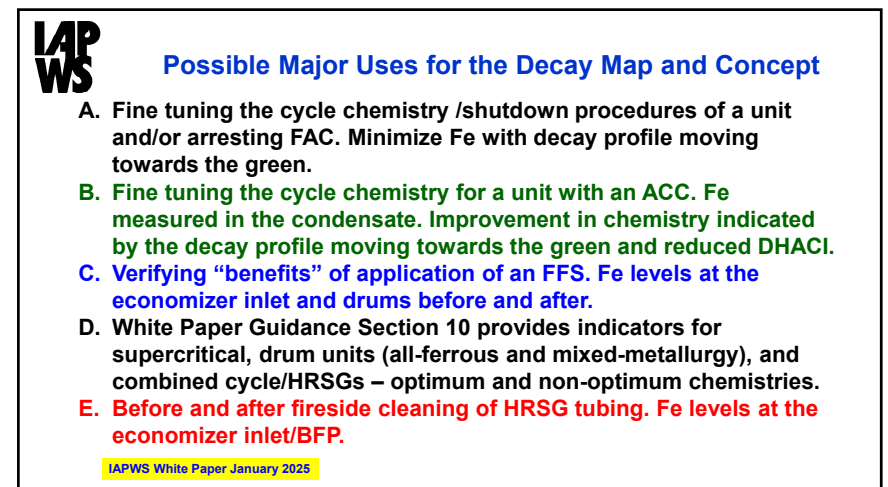 IAP
WS
Possible Major Uses for the Decay Map and Concept
A. Fine tuning the cycle chemistry /shutdown procedures of a unit
and/or arresting FAC. Minimize Fe with decay profile moving
towards the green.
B. Fine tuning the cycle chemistry for a unit with an ACC. Fe
measured in the condensate. Improvement in chemistry indicated
by the decay profile moving towards the green and reduced DHACI.
C. Verifying “benefits” of application of an FFS. Fe levels at the
economizer inlet and drums before and after.
D. White Paper Guidance Section 10 provides indicators for
supercritical, drum units (all-ferrous and mixed-metallurgy), and
combined cycle/HRSGs – optimum and non-optimum chemistries.
E. Before and after fireside cleaning of HRSG tubing. Fe levels at the
economizer inlet/BFP.
IAPWS White Paper January 2025